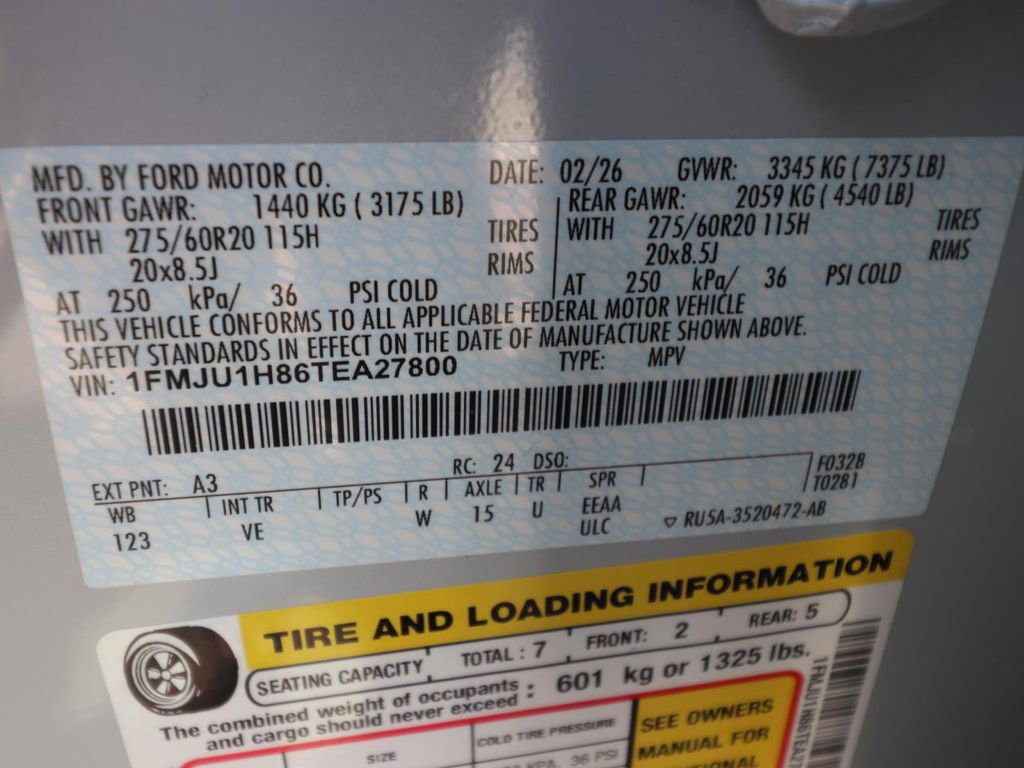 MFD. BY FORD MOTOR CO. DATE: 02/26 GVWR: 3345 KG ( 7375 LB)
FRONT GAWR: 1440 KG ( 3175 LB) REAR GAWR: 2059 KG ( 4540 LB)
WITH 275/60R20 115H TIRES WITH 275/60R20 115H TIRES
20x8.5J RIMS 20x8.5J RIMS
AT 250 kPa/ 36 PSI COLD AT 250 kPa/ 36 PSI COLD
THIS VEHICLE CONFORMS TO ALL APPLICABLE FEDERAL MOTOR VEHICLE
SAFETY STANDARDS IN EFFECT ON THE DATE OF MANUFACTURE SHOWN ABOVE.
VIN: 1FMJU1H86TEA27800 TYPE: MPV
EXT PNT: A3 RC: 24 DSO: F0328
WB INT TR TP/PS R AXLE TR SPR T0281
123 VE W 15 U EEAA
ULC ▽ RU5A-3520472-AB
TIRE AND LOADING INFORMATION
SEATING CAPACITY TOTAL : 7 FRONT: 2 REAR: 5
The combined weight of occupants : 601 kg or 1325 lbs.
and cargo should never exceed
SIZE COLD TIRE PRESSURE SEE OWNERS
KPA, 36 PSI MANUAL FOR